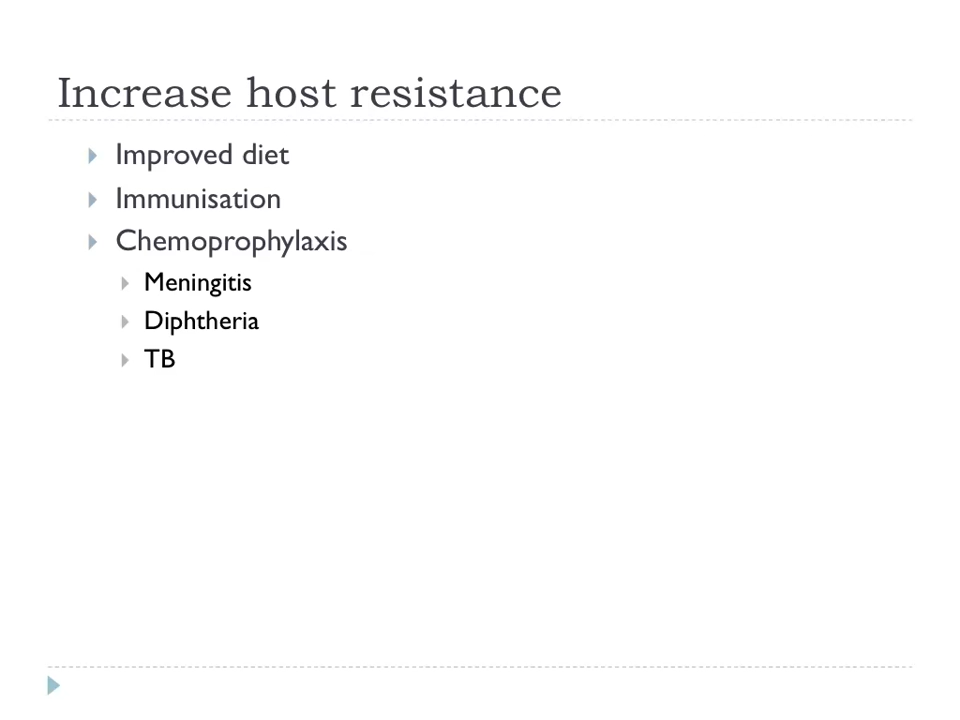 Increase host resistance
Improved diet
Immunisation
Chemoprophylaxis
Meningitis
Diphtheria
TB